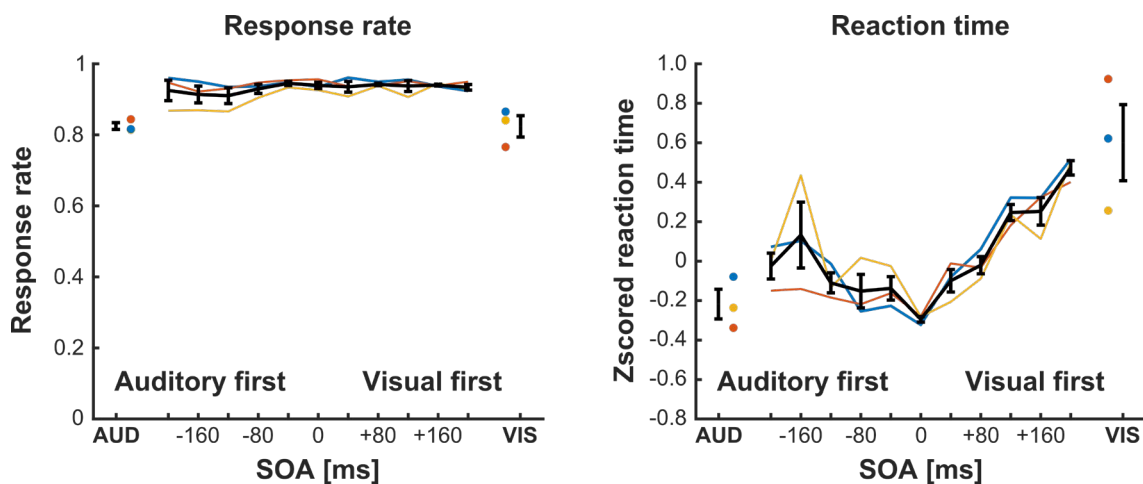 Response rate
Response rate
1
0.8
0.6
0.4
0.2
0
Auditory first
Visual first
AUD -160 -80 0 +80 +160 VIS
SOA [ms]
Reaction time
Zscored reaction time
1.0
0.8
0.6
0.4
0.2
0
-0.2
-0.4
-0.6
-0.8
Auditory first
Visual first
AUD -160 -80 0 +80 +160 VIS
SOA [ms]